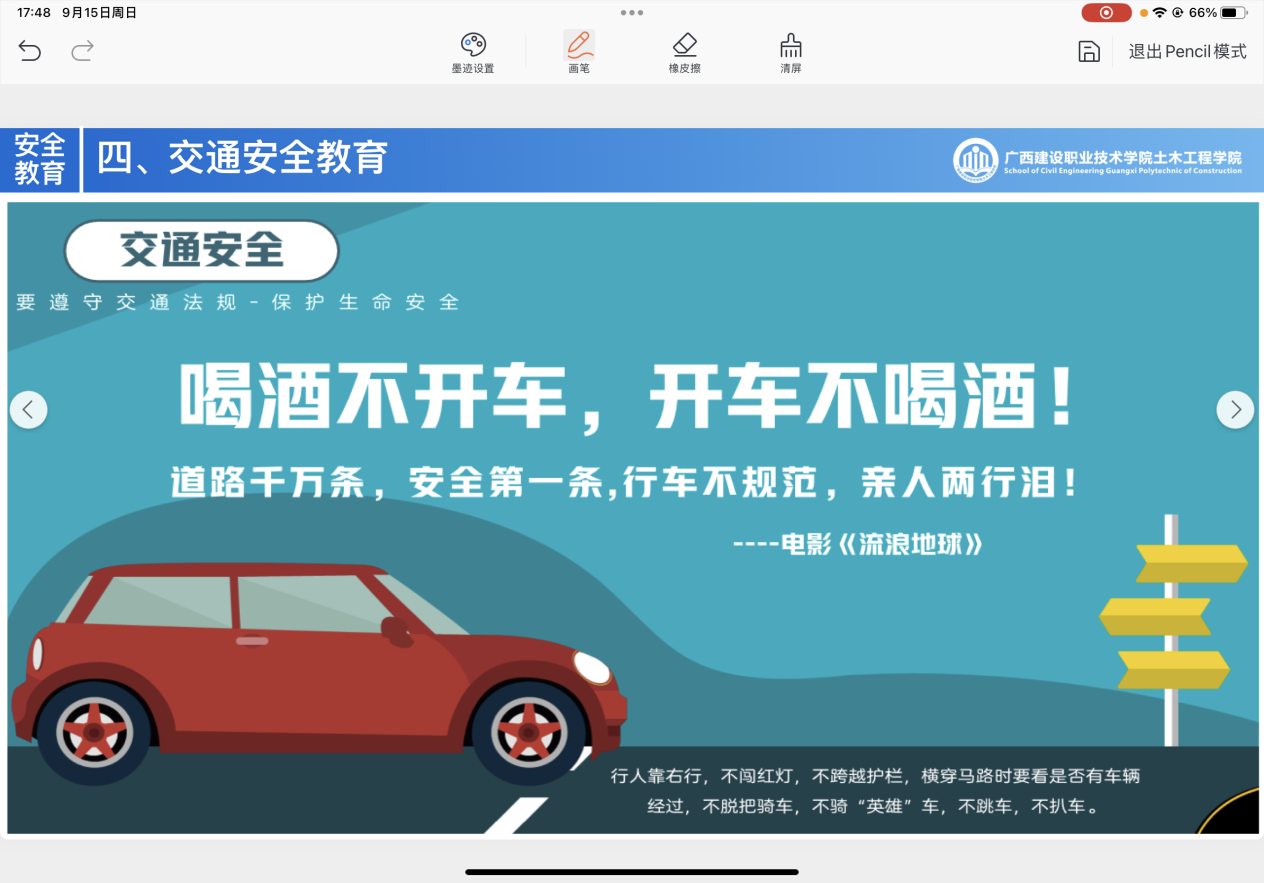 17:48 9月15日周日
66%
墨迹设置
画笔
橡皮擦
清屏
退出Pencil模式
安全
教育
四、交通安全教育
广西建设职业技术学院土木工程学院
School of Civil Engineering Guangxi Polytechnic of Construction
交通安全
要遵守交通法规-保护生命安全
喝酒不开车，开车不喝酒！
道路千万条，安全第一条,行车不规范，亲人两行泪！
----电影《流浪地球》
行人靠右行，不闯红灯，不跨越护栏，横穿马路时要看是否有车辆
经过，不脱把骑车，不骑“英雄”车，不跳车，不扒车。